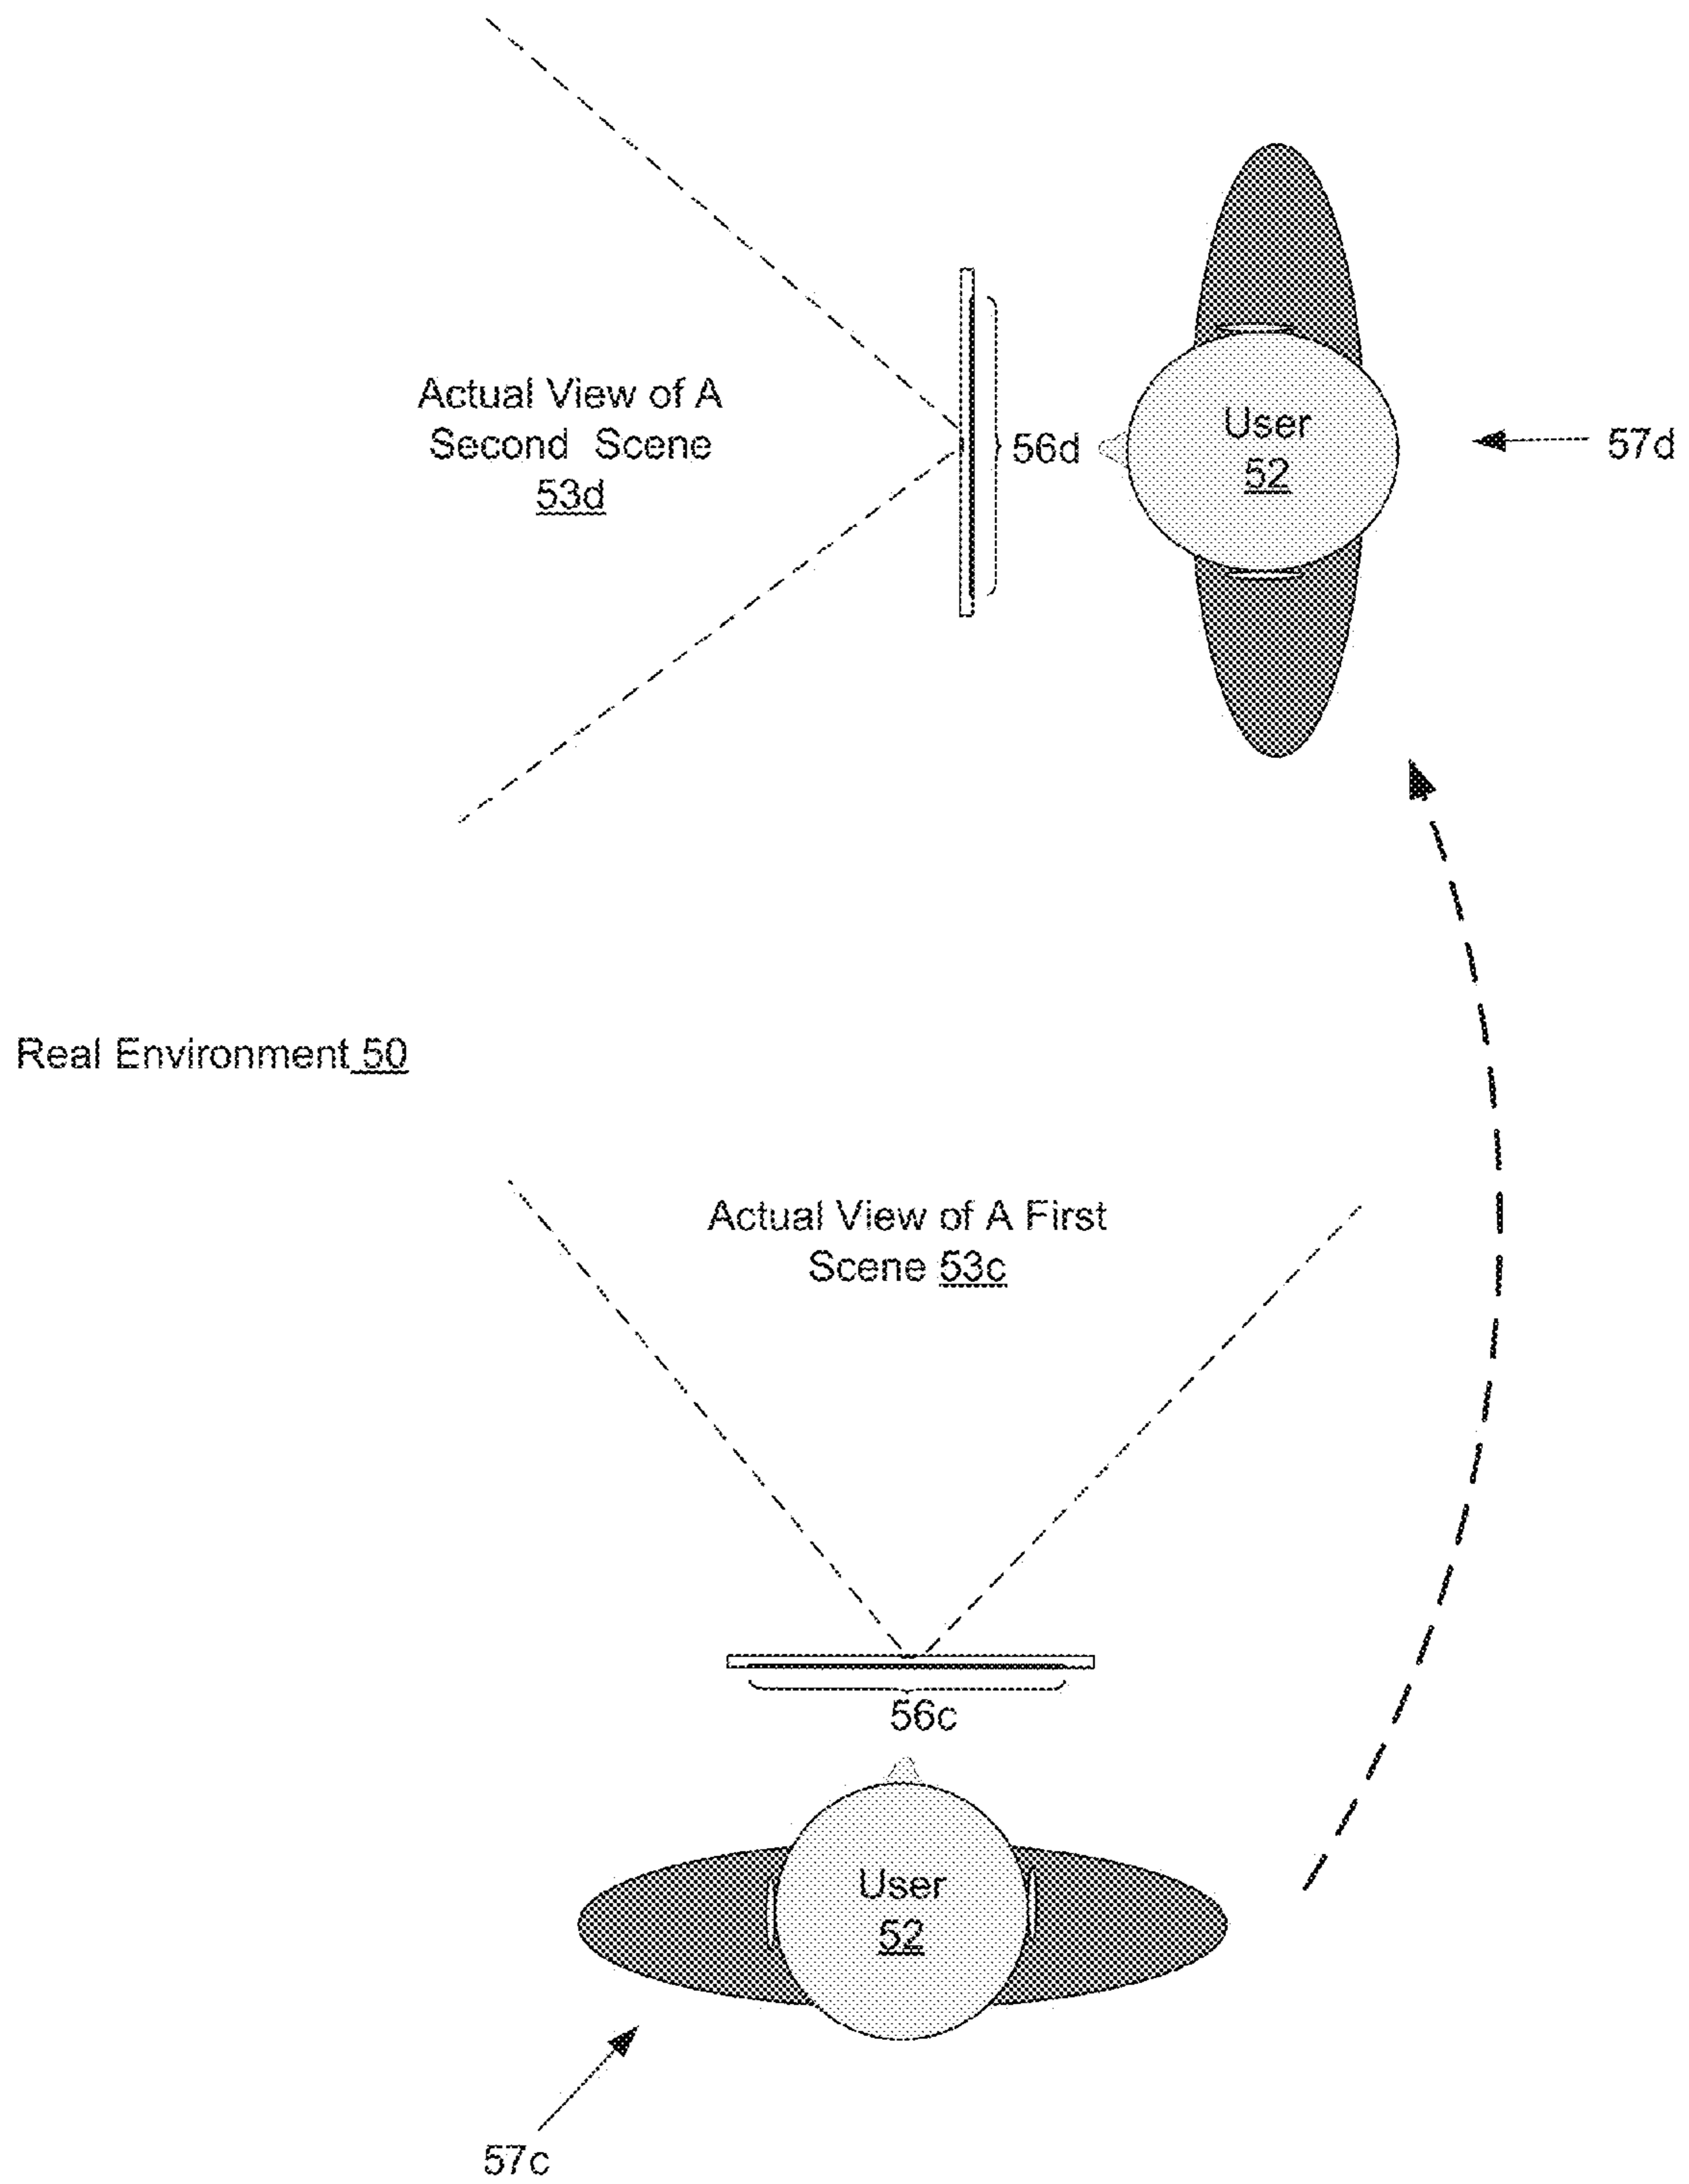 Actual View of A
Second Scene
53d
56d
User
52
57d
Real Environment 50
Actual View of A First
Scene 53c
56c
User
52
57c